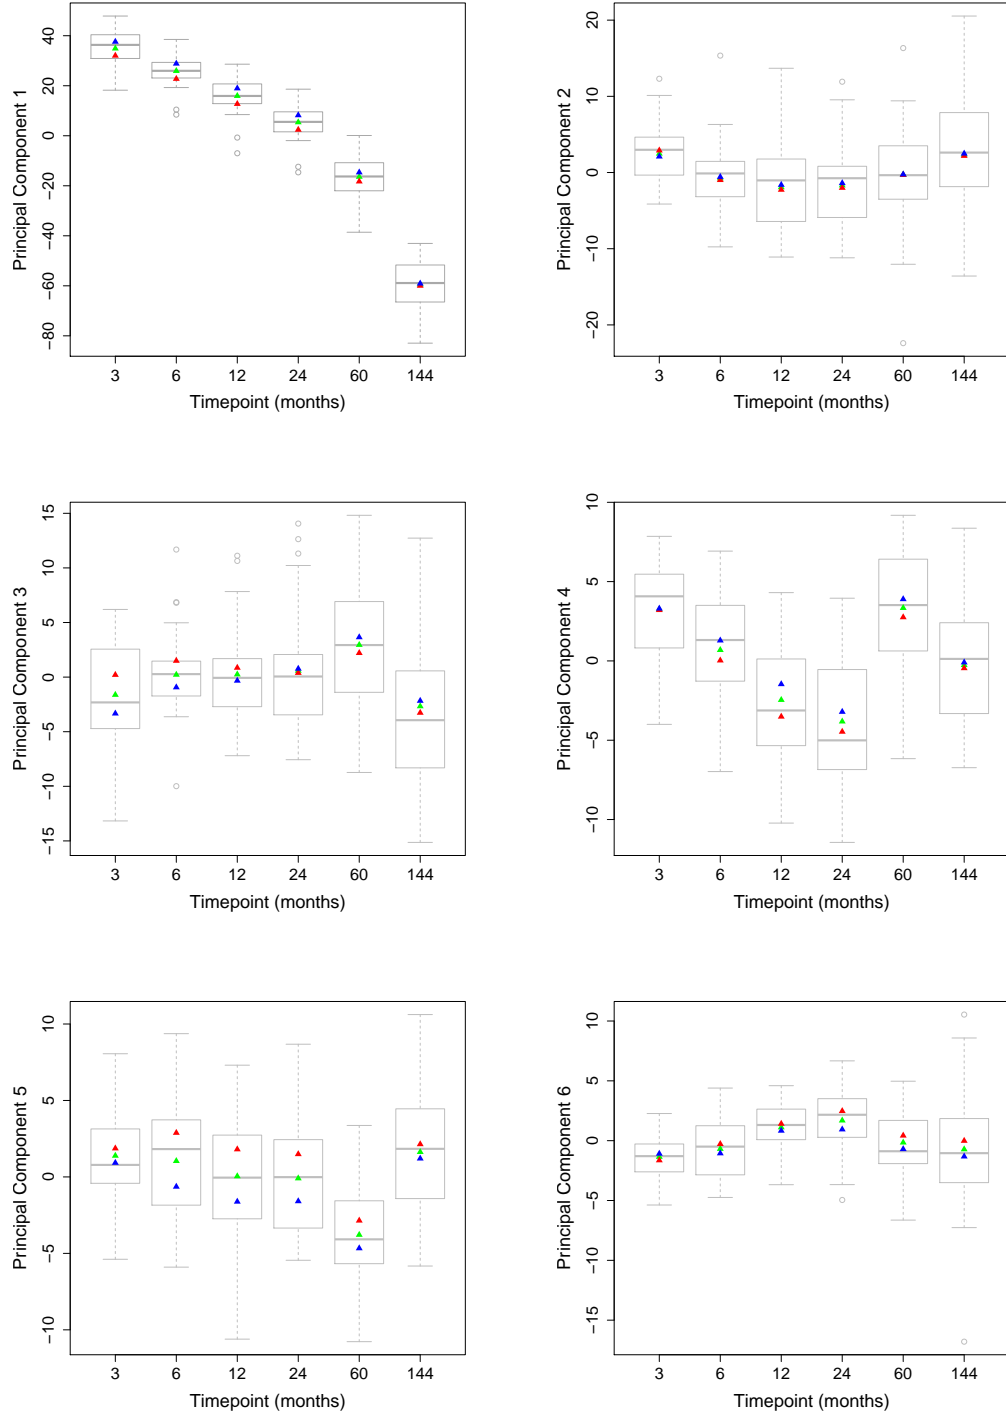 Principal Component 1
40
20
0
−20
−40
−60
−80
3 6 12 24 60 144
Timepoint (months)
Principal Component 2
20
10
0
−10
−20
3 6 12 24 60 144
Timepoint (months)
Principal Component 3
15
10
5
0
−5
−10
−15
3 6 12 24 60 144
Timepoint (months)
Principal Component 4
10
5
0
−5
−10
3 6 12 24 60 144
Timepoint (months)
Principal Component 5
10
5
0
−5
−10
3 6 12 24 60 144
Timepoint (months)
Principal Component 6
10
5
0
−5
−10
−15
3 6 12 24 60 144
Timepoint (months)